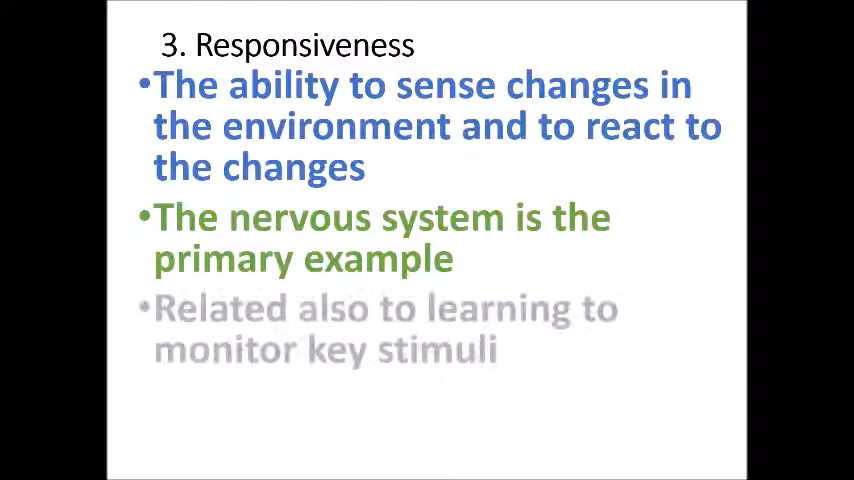 3. Responsiveness
•The ability to sense changes in
the environment and to react to
the changes
•The nervous system is the
primary example
•Related also to learning to
monitor key stimuli